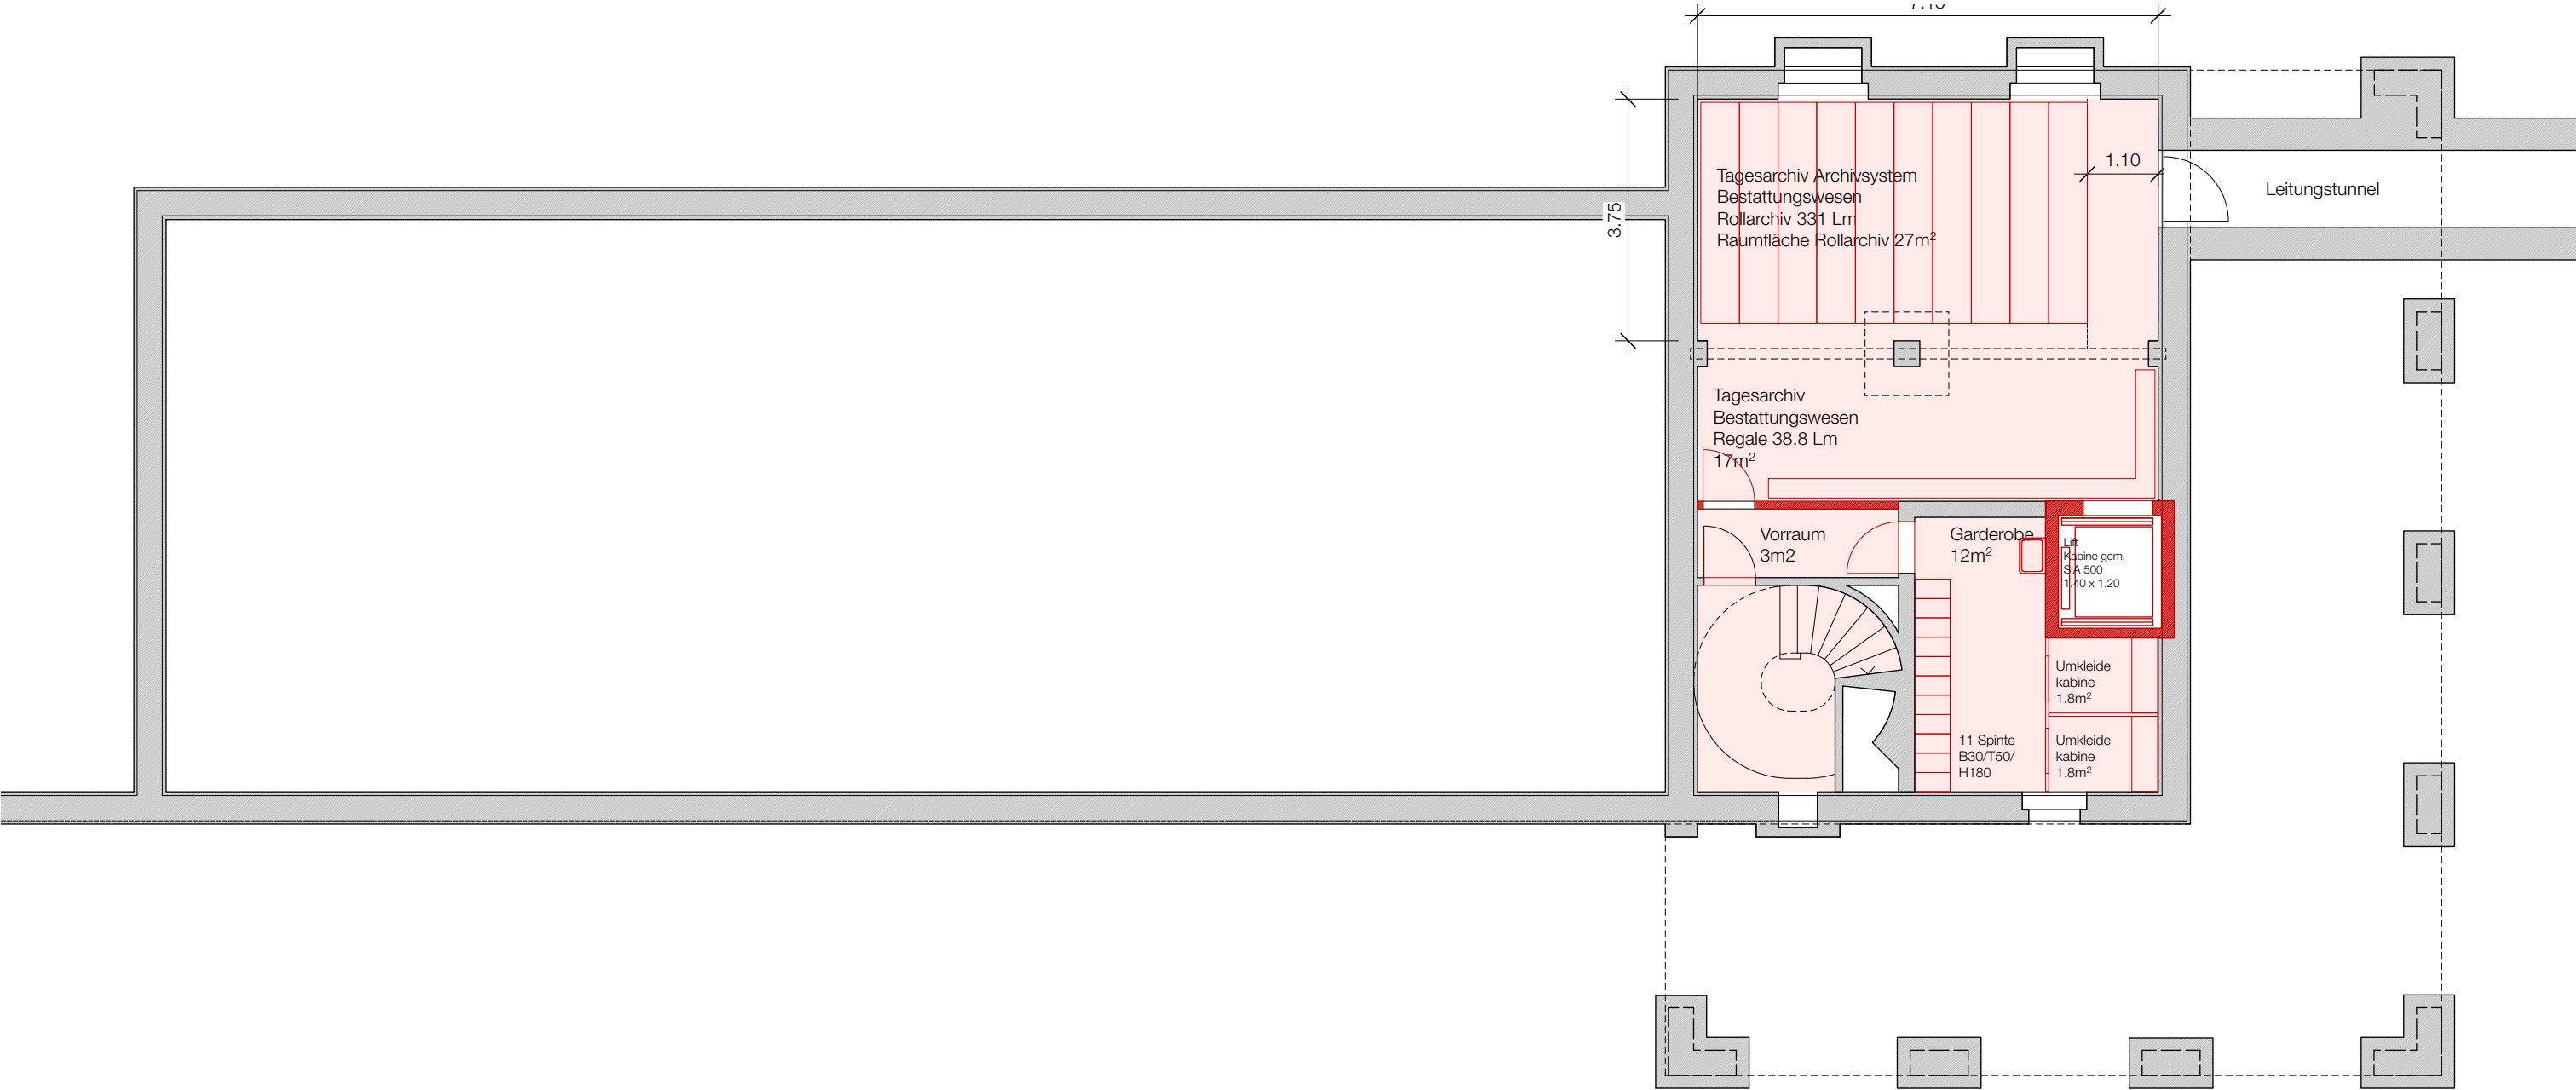 1.10
Leitungstunnel
3.75
Tagesarchiv Archivsystem
Bestattungswesen
Rollarchiv 331 Lm
Raumfläche Rollarchiv 27m²
Tagesarchiv
Bestattungswesen
Regale 38.8 Lm
17m²
Vorraum
3m2
Garderobe
12m²
Lift
Kabine gem.
SIA 500
1.40 x 1.20
Umkleide
kabine
1.8m²
11 Spinte
B30/T50/
H180
Umkleide
kabine
1.8m²